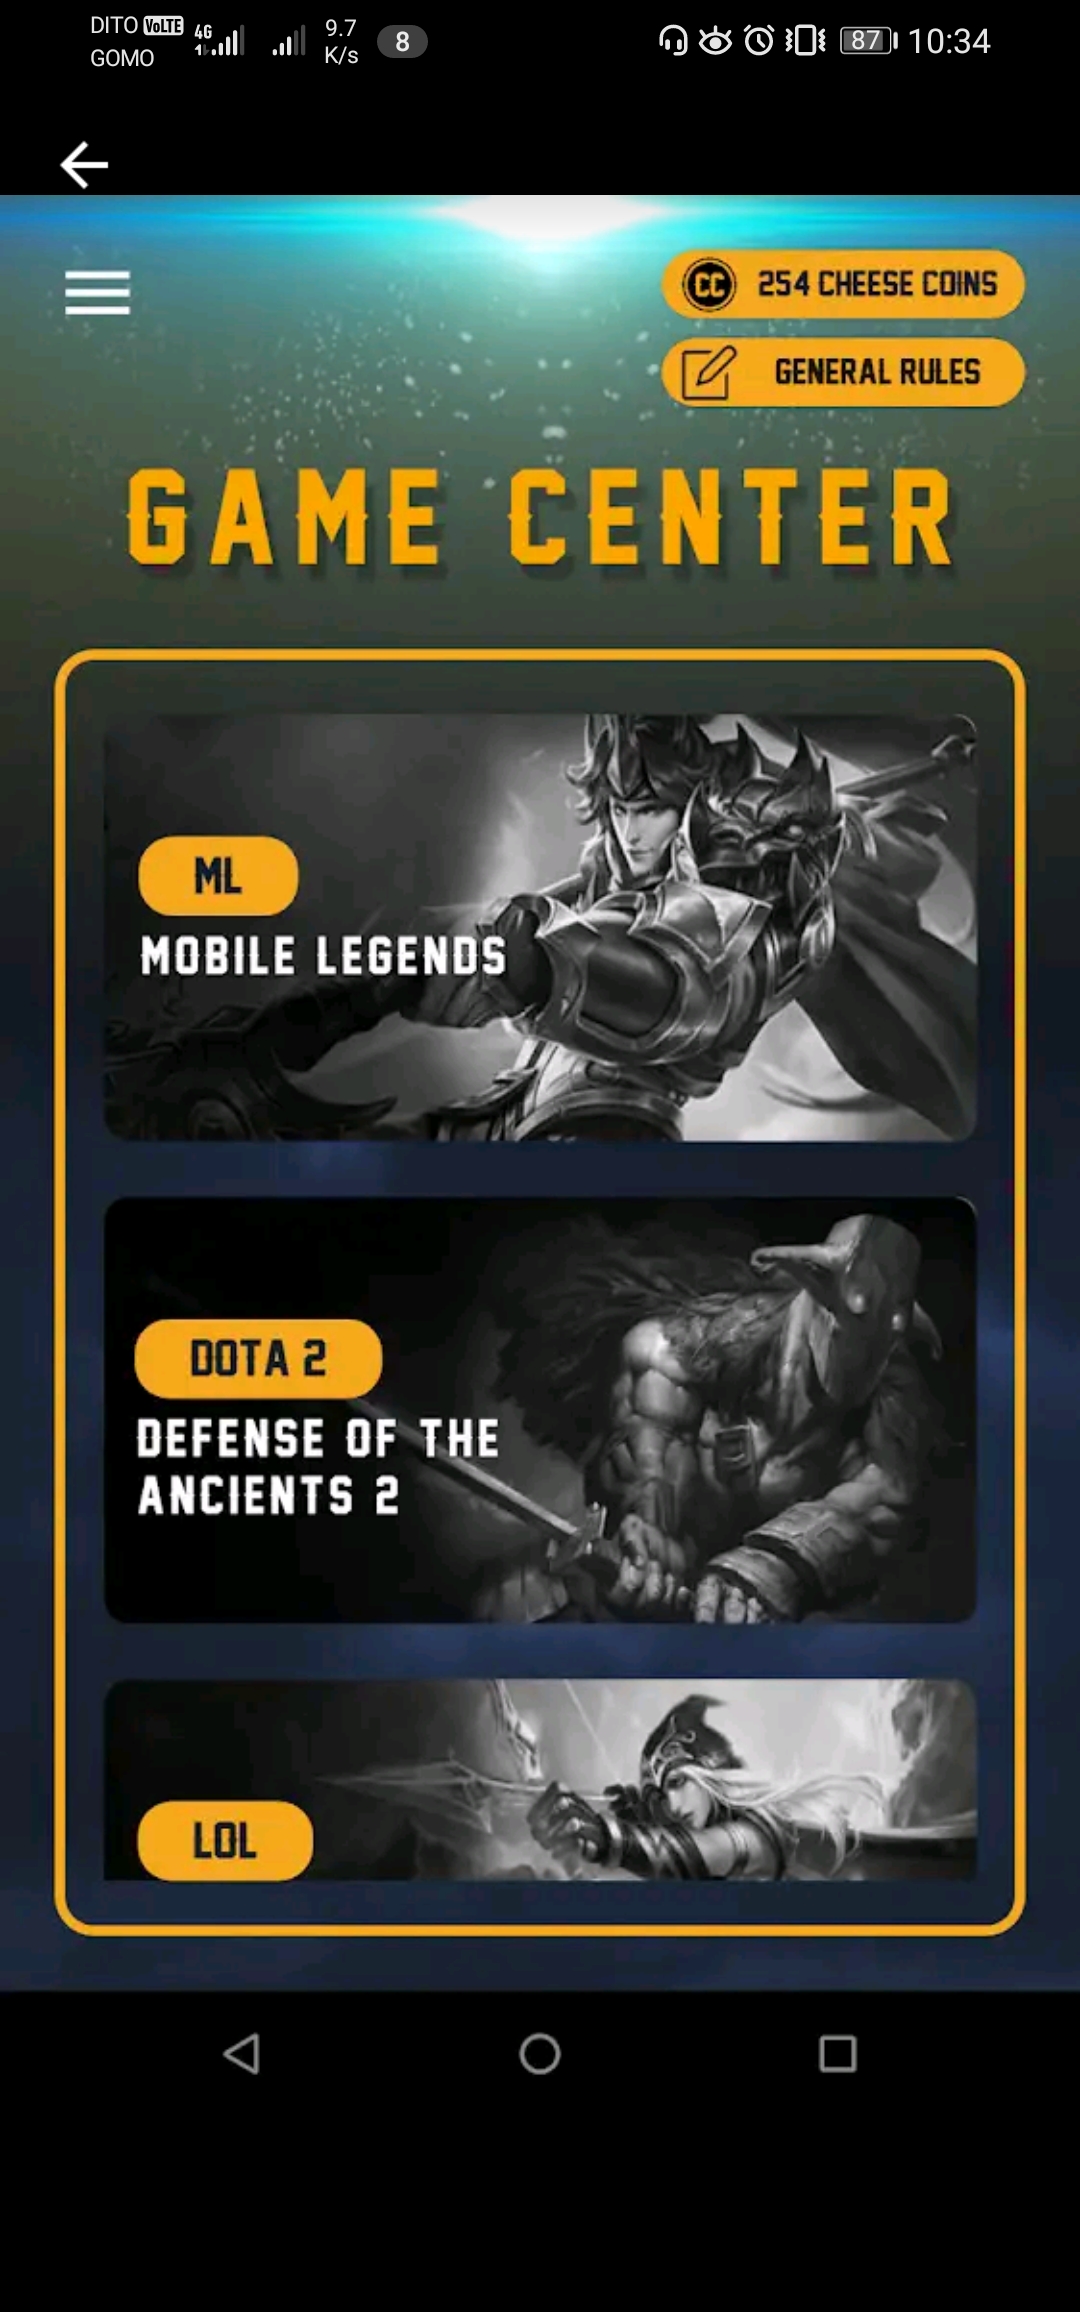 DITO VoLTE 4G 9.7 K/s 8 87 10:34
GOMO
CC 254 CHEESE COINS
GENERAL RULES
GAME CENTER
ML
MOBILE LEGENDS
DOTA 2
DEFENSE OF THE
ANCIENTS 2
LOL